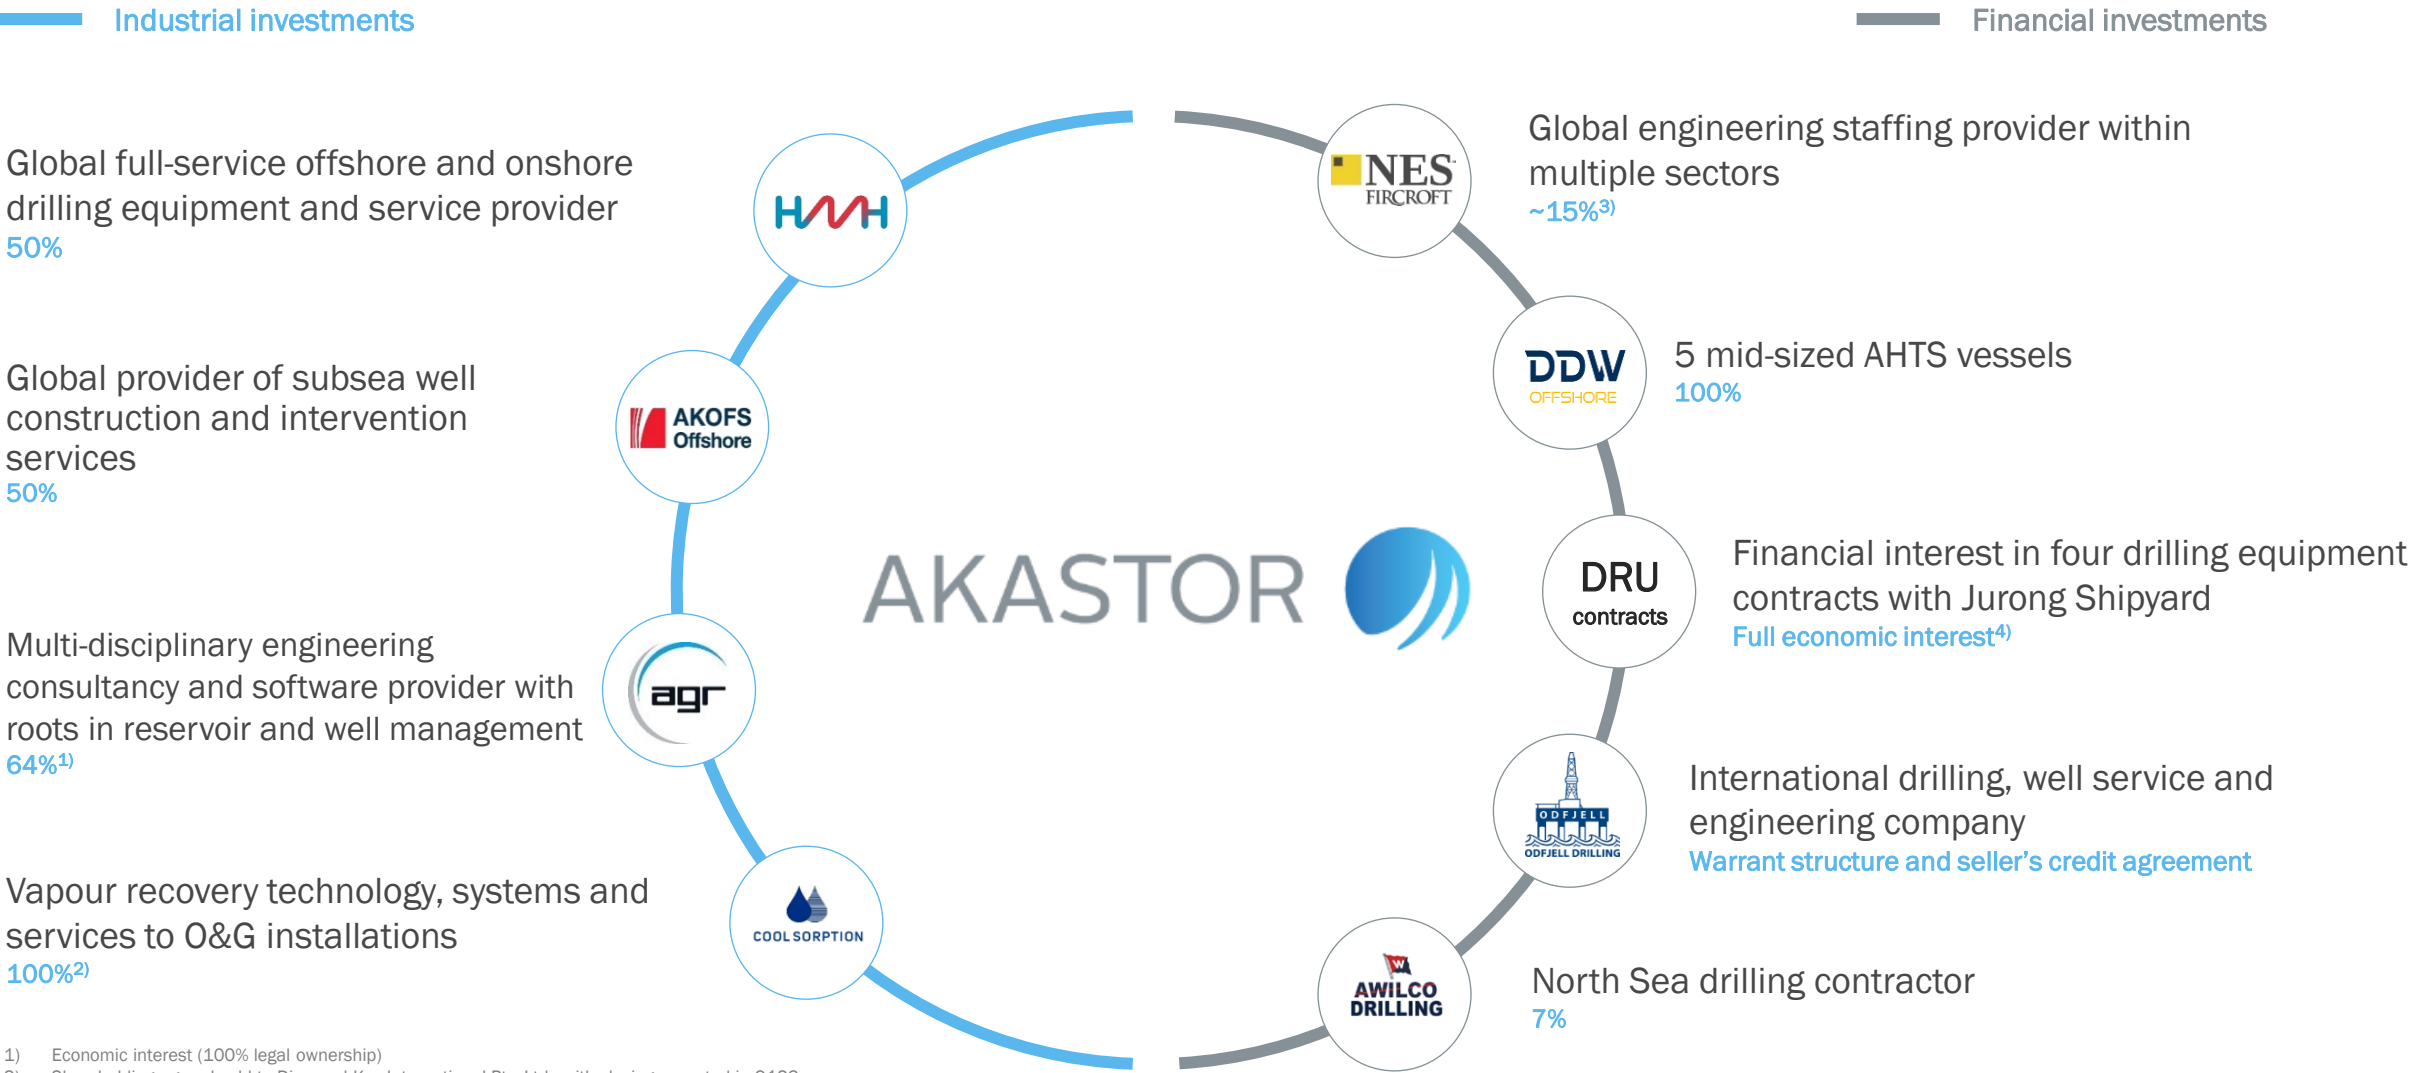 Industrial investments
Financial investments
Global full-service offshore and onshore
drilling equipment and service provider
50%
HMH
Global provider of subsea well
construction and intervention
services
50%
AKOFS
Offshore
Multi-disciplinary engineering
consultancy and software provider with
roots in reservoir and well management
64%1)
agr
Vapour recovery technology, systems and
services to O&G installations
100%2)
COOL SORPTION
AKASTOR
NES
FIRCROFT
Global engineering staffing provider within
multiple sectors
~15%3)
DDW
OFFSHORE
5 mid-sized AHTS vessels
100%
DRU
contracts
Financial interest in four drilling equipment
contracts with Jurong Shipyard
Full economic interest4)
ODFJELL
ODFJELL DRILLING
International drilling, well service and
engineering company
Warrant structure and seller's credit agreement
W
AWILCO
DRILLING
North Sea drilling contractor
7%
1) Economic interest (100% legal ownership)